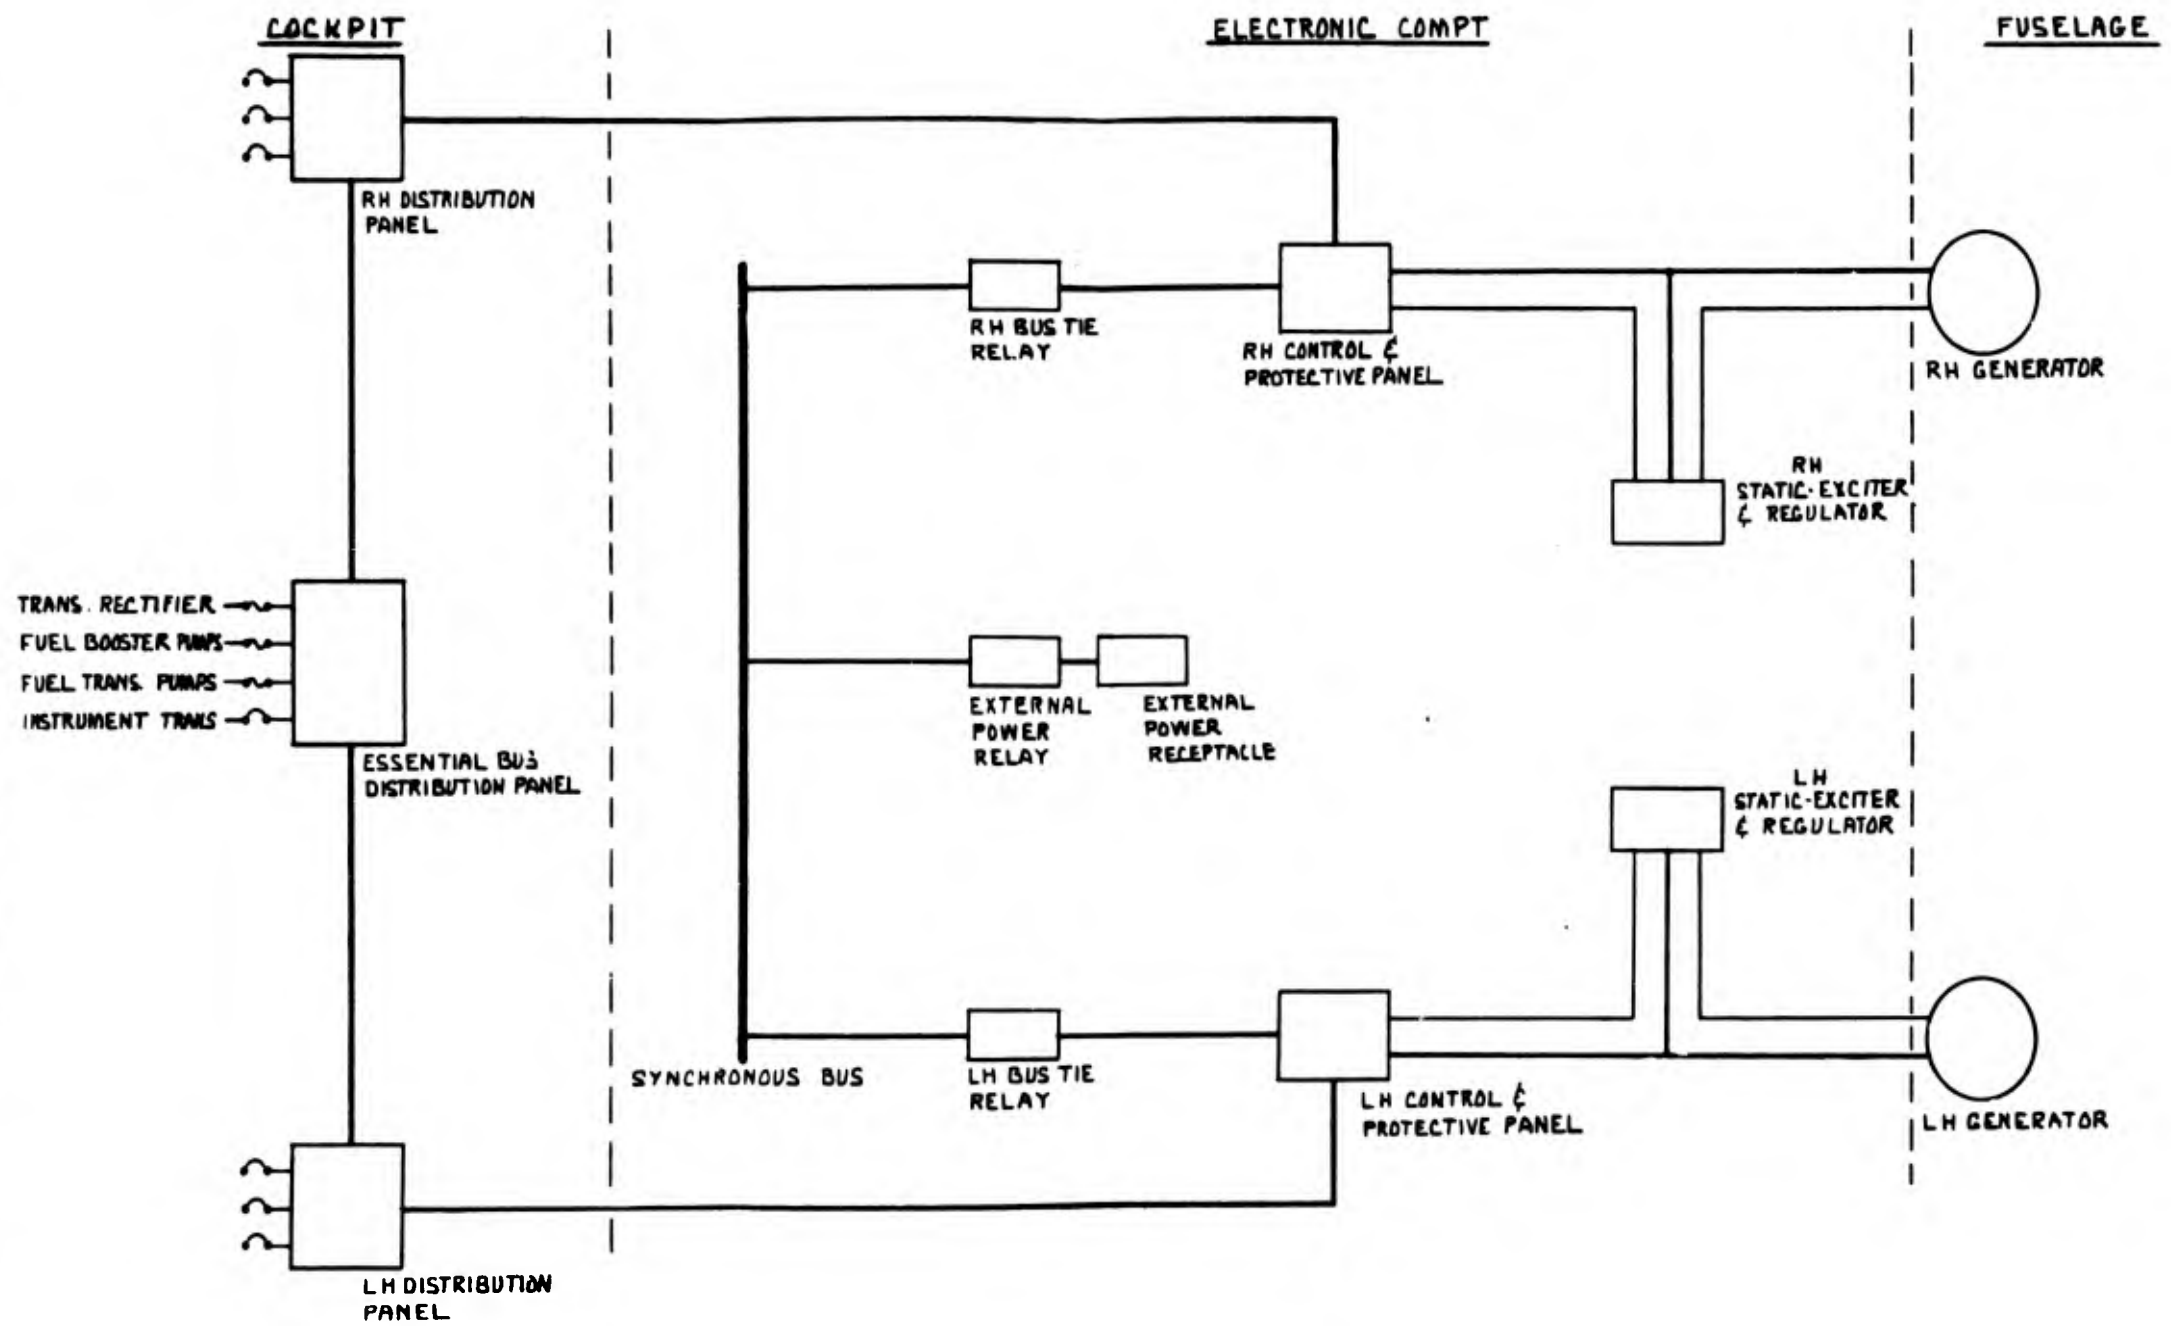 COCKPIT
ELECTRONIC COMPT
FUSELAGE
RH DISTRIBUTION
PANEL
RH BUS TIE
RELAY
RH CONTROL &
PROTECTIVE PANEL
RH GENERATOR
RH
STATIC-EXCITER
& REGULATOR
TRANS. RECTIFIER
FUEL BOOSTER PUMPS
FUEL TRANS. PUMPS
INSTRUMENT TRANS
ESSENTIAL BUS
DISTRIBUTION PANEL
EXTERNAL
POWER
RELAY
EXTERNAL
POWER
RECEPTACLE
LH
STATIC-EXCITER
& REGULATOR
SYNCHRONOUS BUS
LH BUS TIE
RELAY
LH CONTROL &
PROTECTIVE PANEL
LH GENERATOR
LH DISTRIBUTION
PANEL